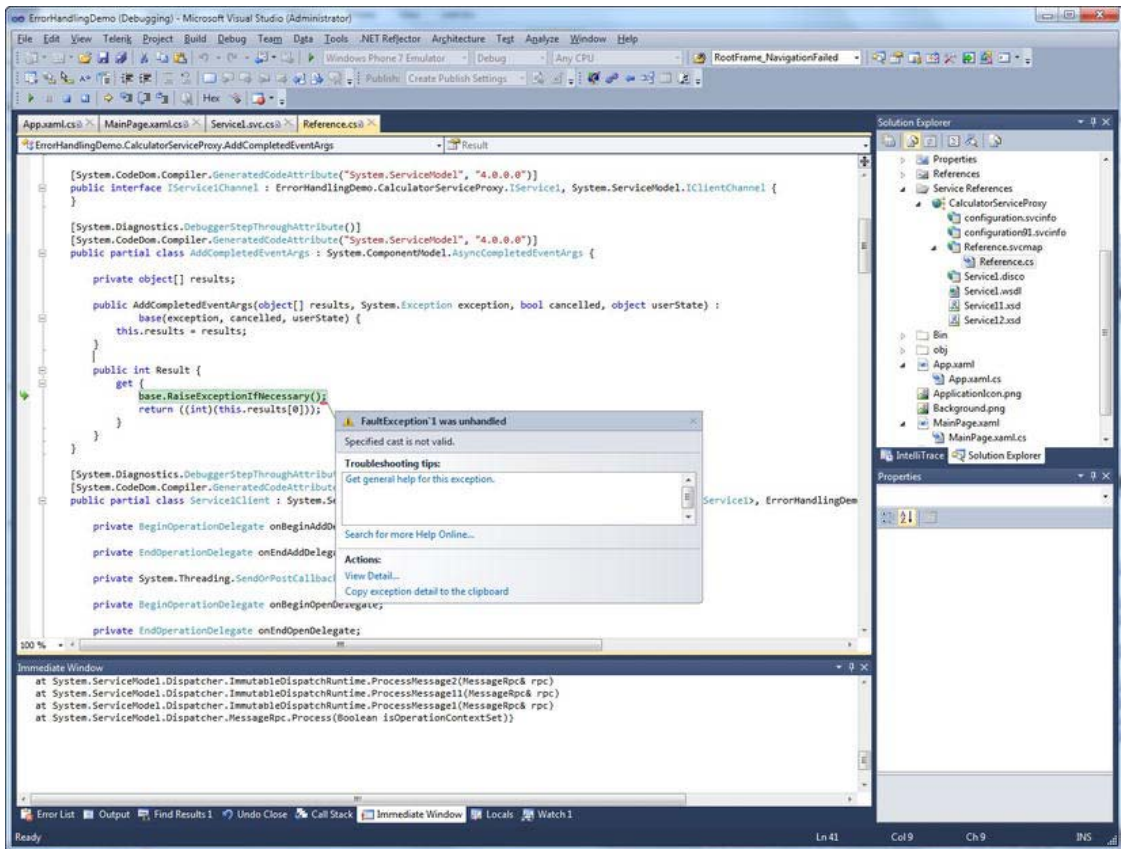 ErrorHandlingDemo (Debugging) - Microsoft Visual Studio (Administrator)
File Edit View Telerik Project Build Debug Team Data Tools .NET Reflector Architecture Test Analyze Window Help
Windows Phone 7 Emulator Debug Any CPU RootFrame_NavigationFailed
Publish: Create Publish Settings
Hex
App.xaml.cs MainPage.xaml.cs Service1.svc.cs Reference.cs
ErrorHandlingDemo.CalculatorServiceProxy.AddCompletedEventArgs Result
[System.CodeDom.Compiler.GeneratedCodeAttribute("System.ServiceModel", "4.0.0.0")]
public interface IService1Channel : ErrorHandlingDemo.CalculatorServiceProxy.IService1, System.ServiceModel.IClientChannel {
}
[System.Diagnostics.DebuggerStepThroughAttribute()]
[System.CodeDom.Compiler.GeneratedCodeAttribute("System.ServiceModel", "4.0.0.0")]
public partial class AddCompletedEventArgs : System.ComponentModel.AsyncCompletedEventArgs {
private object[] results;
public AddCompletedEventArgs(object[] results, System.Exception exception, bool cancelled, object userState) :
base(exception, cancelled, userState) {
this.results = results;
}
public int Result {
get {
base.RaiseExceptionIfNecessary();
return ((int)(this.results[0]));
}
}
}
[System.Diagnostics.DebuggerStepThroughAttribut
[System.CodeDom.Compiler.GeneratedCodeAttribute
public partial class Service1Client : System.Se
Service1>, ErrorHandlingDem
private BeginOperationDelegate onBeginAddDe
private EndOperationDelegate onEndAddDelega
private System.Threading.SendOrPostCallbac
private BeginOperationDelegate onBeginOpenDelegate;
private EndOperationDelegate onEndOpenDelegate;
100 %
FaultException`1 was unhandled
Specified cast is not valid.
Troubleshooting tips:
Get general help for this exception.
Search for more Help Online...
Actions:
View Detail...
Copy exception detail to the clipboard
Solution Explorer
Properties
References
Service References
CalculatorServiceProxy
configuration.svcinfo
configuration91.svcinfo
Reference.svcmap
Reference.cs
Service1.disco
Service1.wsdl
Service11.xsd
Service12.xsd
Bin
obj
App.xaml
App.xaml.cs
ApplicationIcon.png
Background.png
MainPage.xaml
MainPage.xaml.cs
IntelliTrace Solution Explorer
Properties
Immediate Window
at System.ServiceModel.Dispatcher.ImmutableDispatchRuntime.ProcessMessage2(MessageRpc& rpc)
at System.ServiceModel.Dispatcher.ImmutableDispatchRuntime.ProcessMessage11(MessageRpc& rpc)
at System.ServiceModel.Dispatcher.ImmutableDispatchRuntime.ProcessMessage1(MessageRpc& rpc)
at System.ServiceModel.Dispatcher.MessageRpc.Process(Boolean isOperationContextSet)}
Error List Output Find Results 1 Undo Close Call Stack Immediate Window Locals Watch 1
Ready Ln 41 Col 9 Ch 9 INS